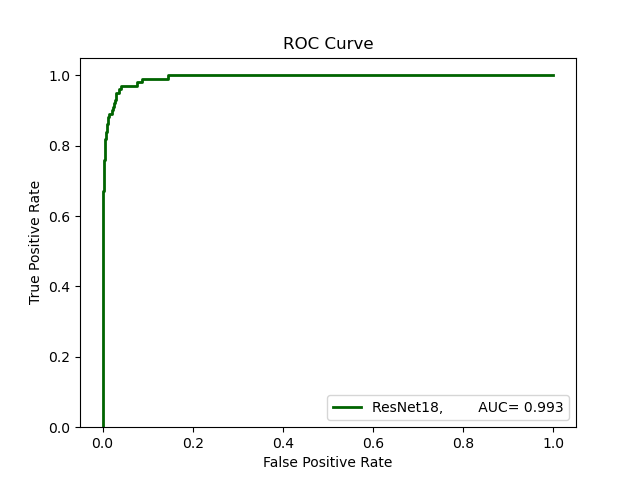 ROC Curve
True Positive Rate
1.0
0.8
0.6
0.4
0.2
0.0
ResNet18, AUC= 0.993
0.0 0.2 0.4 0.6 0.8 1.0
False Positive Rate